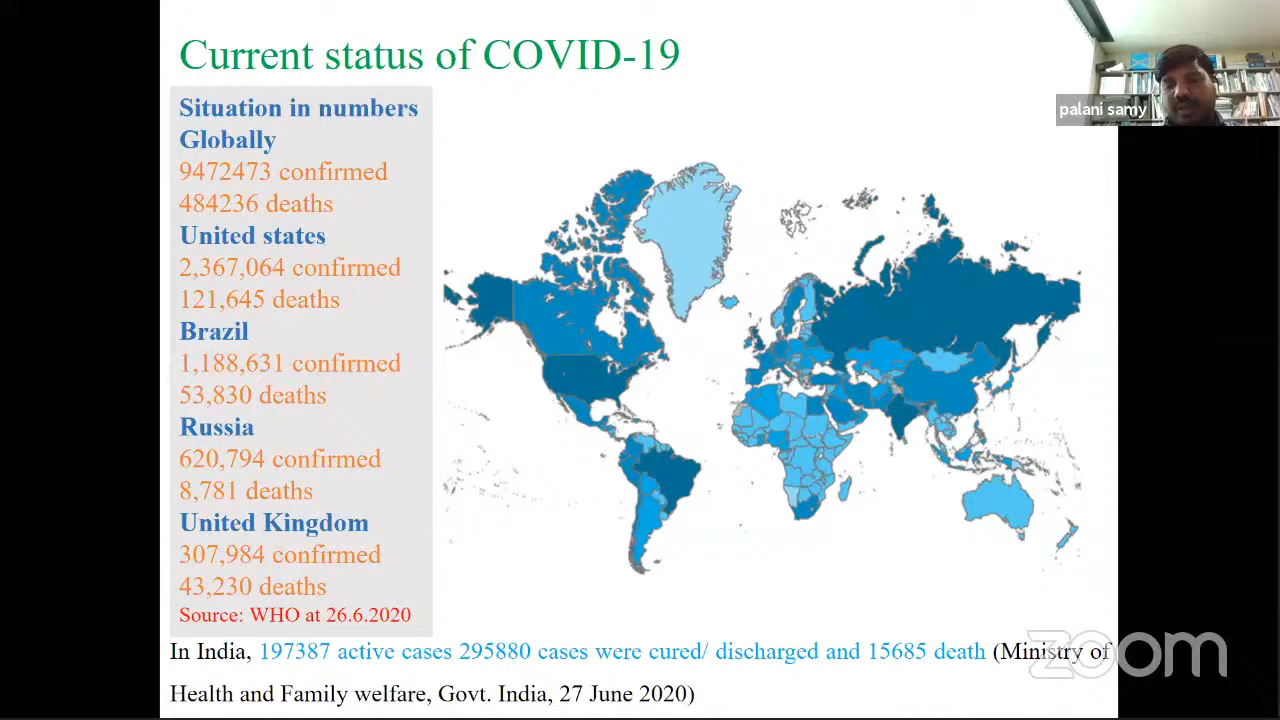 Current status of COVID-19
Situation in numbers
Globally
9472473 confirmed
484236 deaths
United states
2,367,064 confirmed
121,645 deaths
Brazil
1,188,631 confirmed
53,830 deaths
Russia
620,794 confirmed
8,781 deaths
United Kingdom
307,984 confirmed
43,230 deaths
Source: WHO at 26.6.2020
In India, 197387 active cases 295880 cases were cured/ discharged and 15685 death (Ministry of
Health and Family welfare, Govt. India, 27 June 2020)
palani samy
zoom